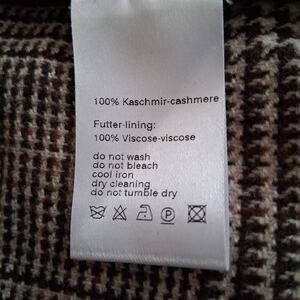 100% Kaschmir-cashmere
Futter-lining:
100% Viscose-viscose
do not wash
do not bleach
cool iron
dry cleaning
do not tumble dry
P